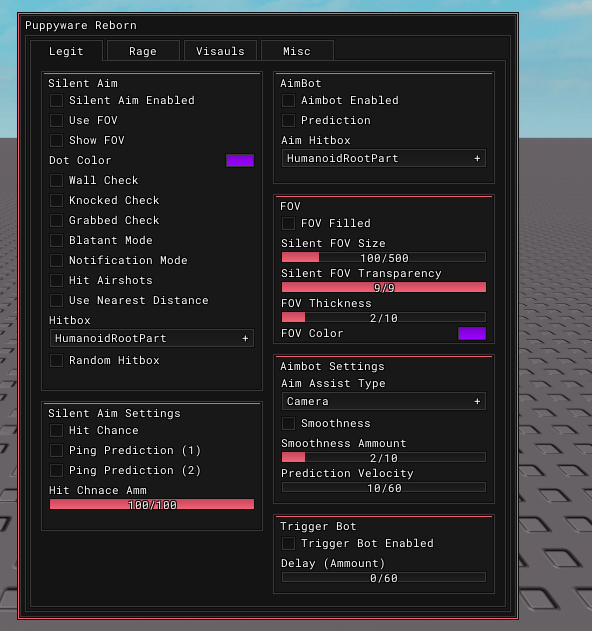 Puppyware Reborn
Legit Rage Visauls Misc
Silent Aim
Silent Aim Enabled
Use FOV
Show FOV
Dot Color
Wall Check
Knocked Check
Grabbed Check
Blatant Mode
Notification Mode
Hit Airshots
Use Nearest Distance
Hitbox
HumanoidRootPart +
Random Hitbox
Silent Aim Settings
Hit Chance
Ping Prediction (1)
Ping Prediction (2)
Hit Chnace Amm
100/100
AimBot
Aimbot Enabled
Prediction
Aim Hitbox
HumanoidRootPart +
FOV
FOV Filled
Silent FOV Size
100/500
Silent FOV Transparency
9/9
FOV Thickness
2/10
FOV Color
Aimbot Settings
Aim Assist Type
Camera +
Smoothness
Smoothness Ammount
2/10
Prediction Velocity
10/60
Trigger Bot
Trigger Bot Enabled
Delay (Ammount)
0/60